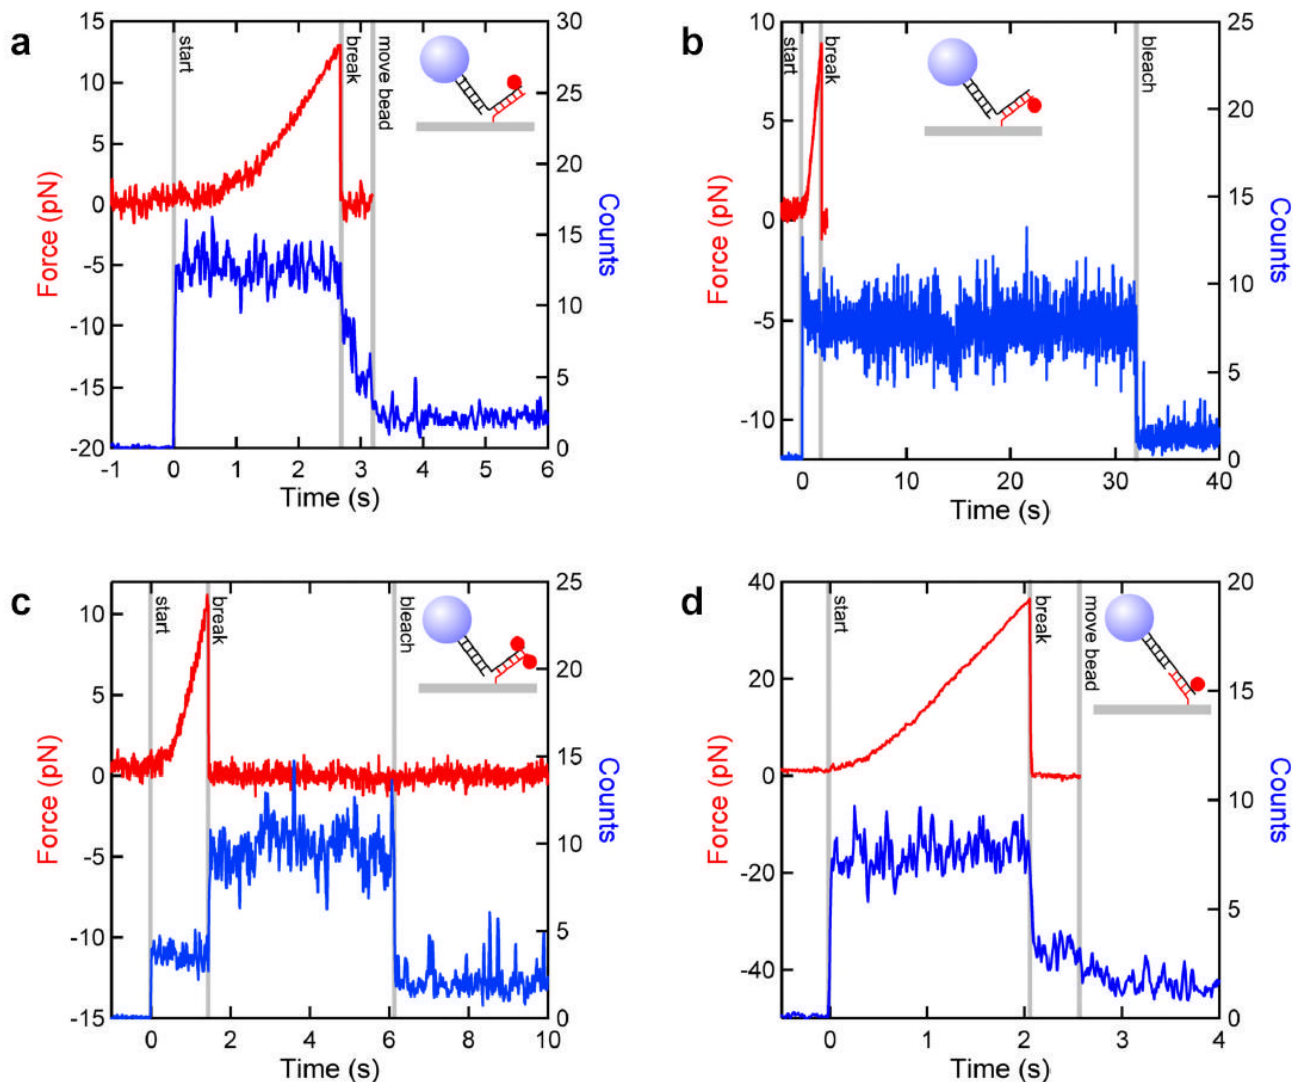 a
15
10
5
0
-5
-10
-15
-20
Force (pN)
start
break
move bead
30
25
20
15
10
5
0
Counts
-1
0
1
2
3
4
5
6
Time (s)
b
10
5
0
-5
-10
Force (pN)
start
break
bleach
25
20
15
10
5
0
Counts
0
10
20
30
40
Time (s)
c
10
5
0
-5
-10
-15
Force (pN)
start
break
bleach
25
20
15
10
5
0
Counts
0
2
4
6
8
10
Time (s)
d
40
20
0
-20
-40
Force (pN)
start
break
move bead
20
15
10
5
0
Counts
0
1
2
3
4
Time (s)